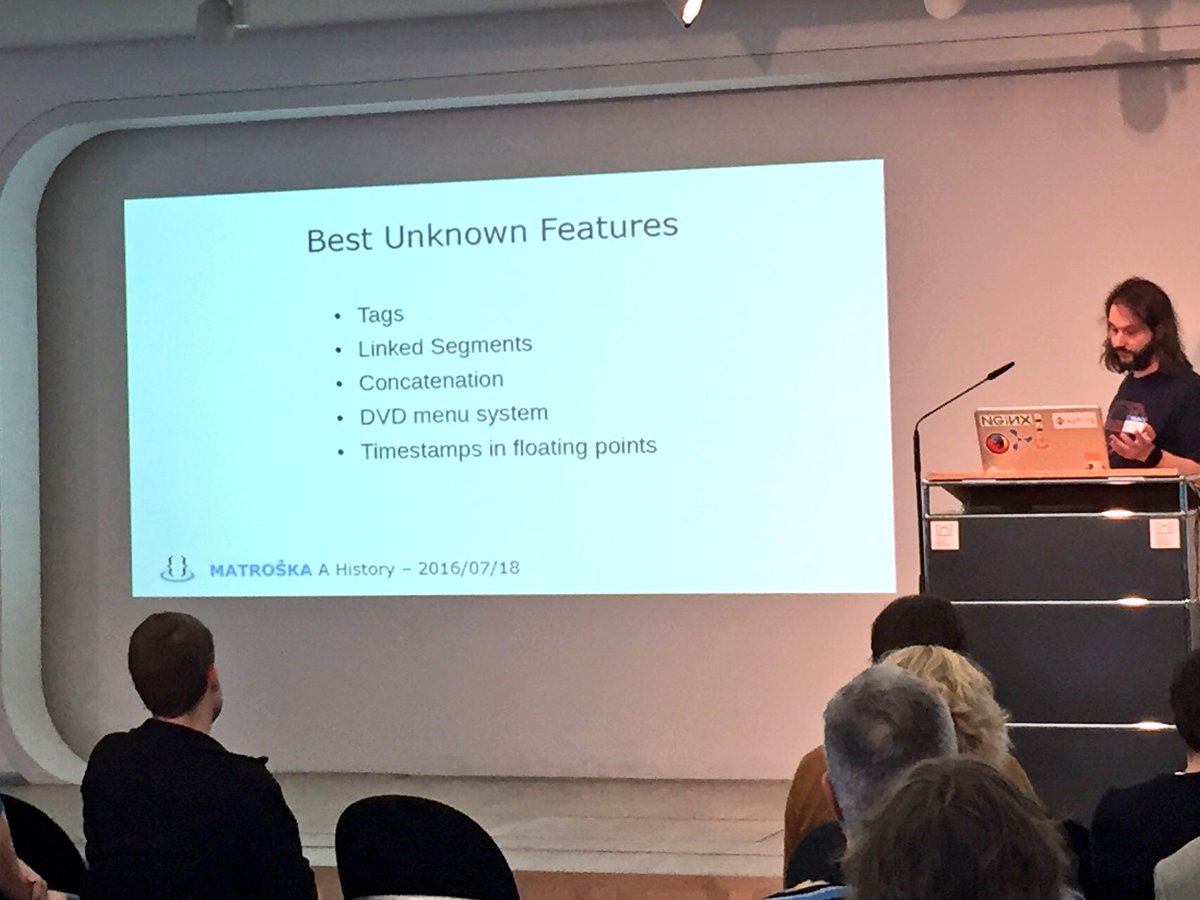 Best Unknown Features
• Tags
• Linked Segments
• Concatenation
• DVD menu system
• Timestamps in floating points
MATROŠKA A History – 2016/07/18
NGINX